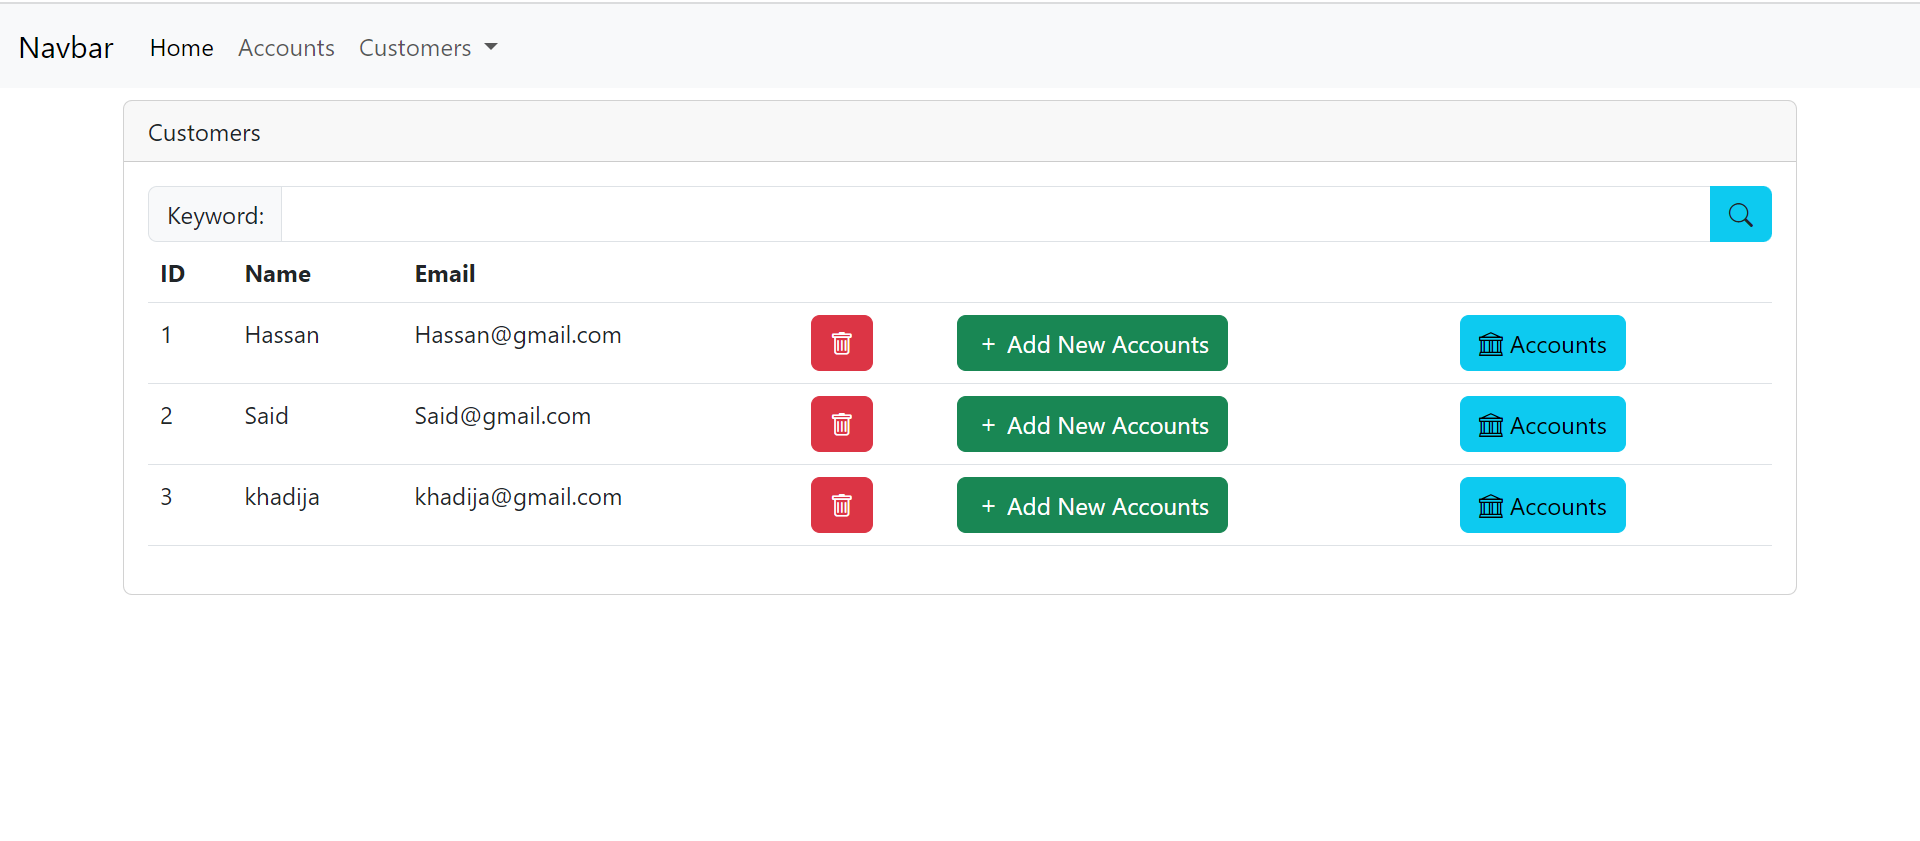 Navbar Home Accounts Customers
Customers
Keyword:
ID Name Email
1 Hassan Hassan@gmail.com + Add New Accounts Accounts
2 Said Said@gmail.com + Add New Accounts Accounts
3 khadija khadija@gmail.com + Add New Accounts Accounts